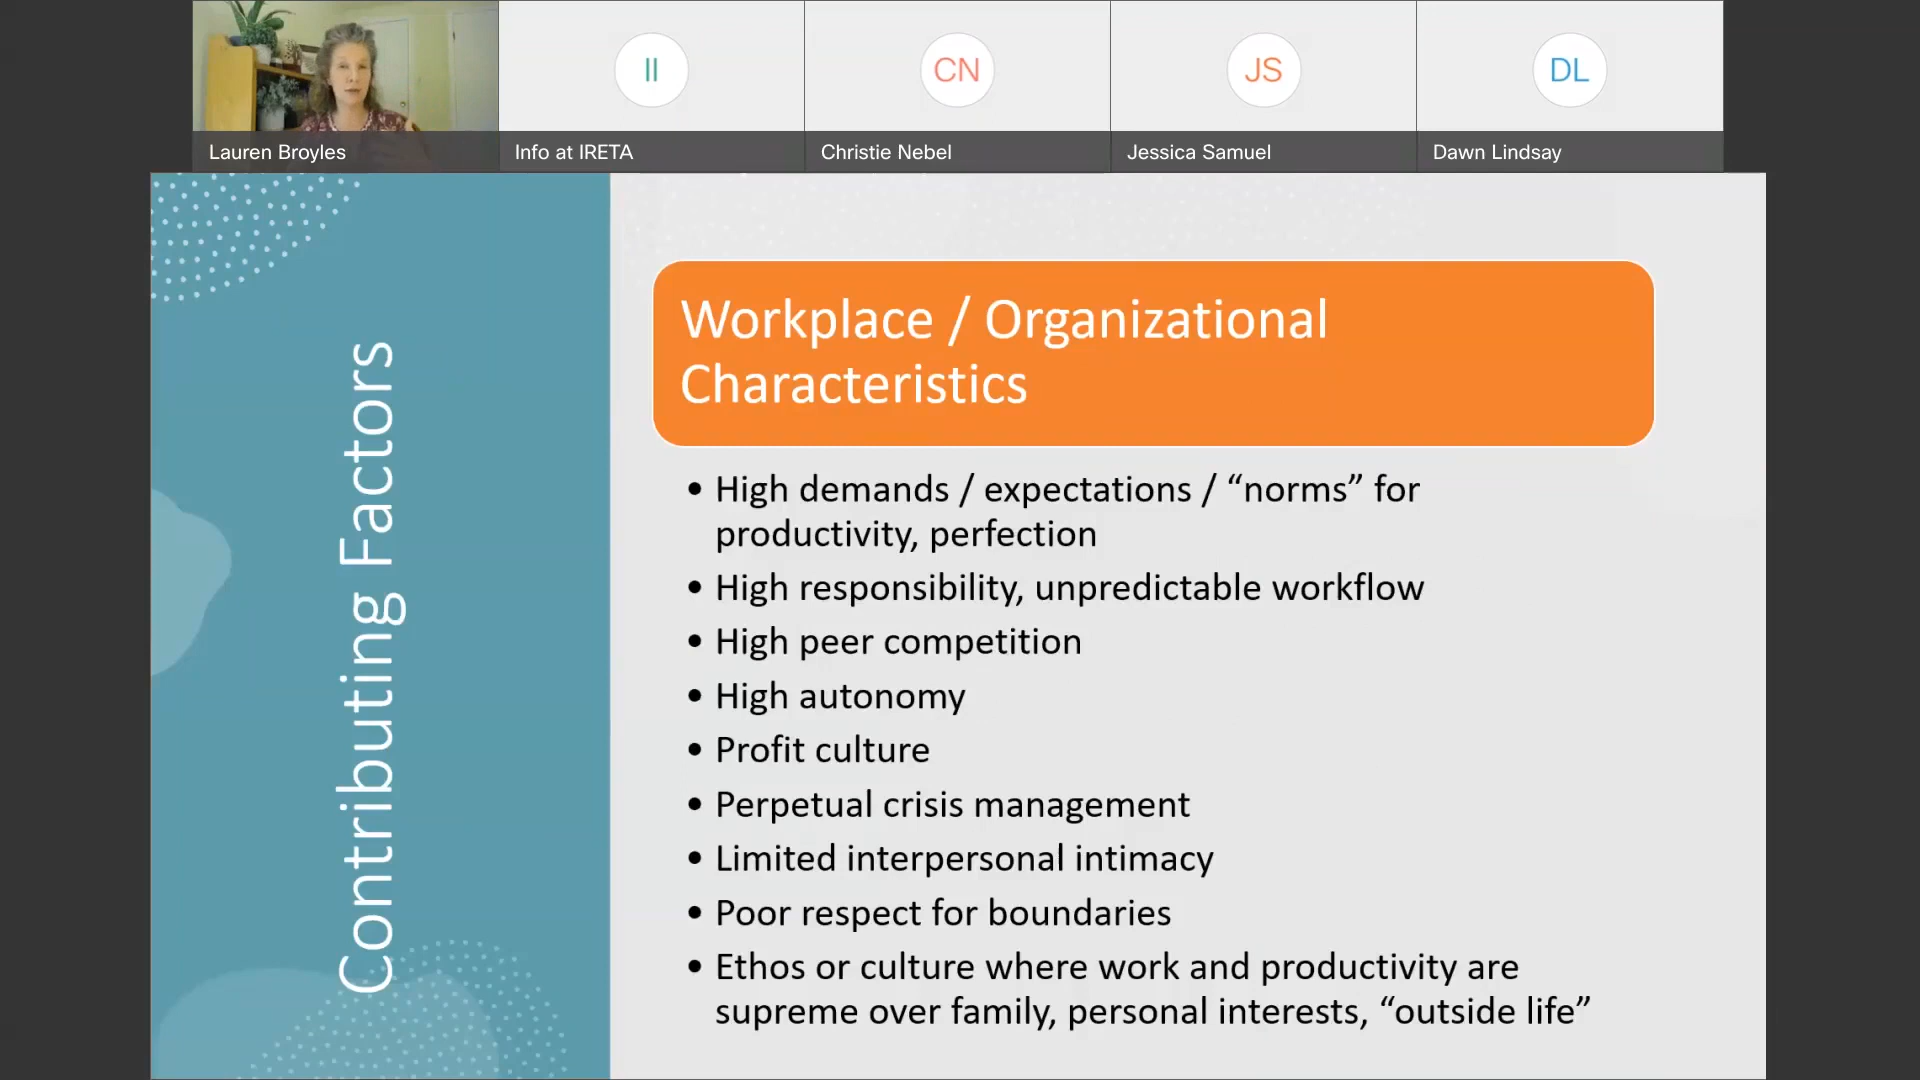 II
CN
JS
DL
Lauren Broyles
Info at IRETA
Christie Nebel
Jessica Samuel
Dawn Lindsay
Contributing Factors
Workplace / Organizational
Characteristics
• High demands / expectations / “norms” for
productivity, perfection
• High responsibility, unpredictable workflow
• High peer competition
• High autonomy
• Profit culture
• Perpetual crisis management
• Limited interpersonal intimacy
• Poor respect for boundaries
• Ethos or culture where work and productivity are
supreme over family, personal interests, “outside life”